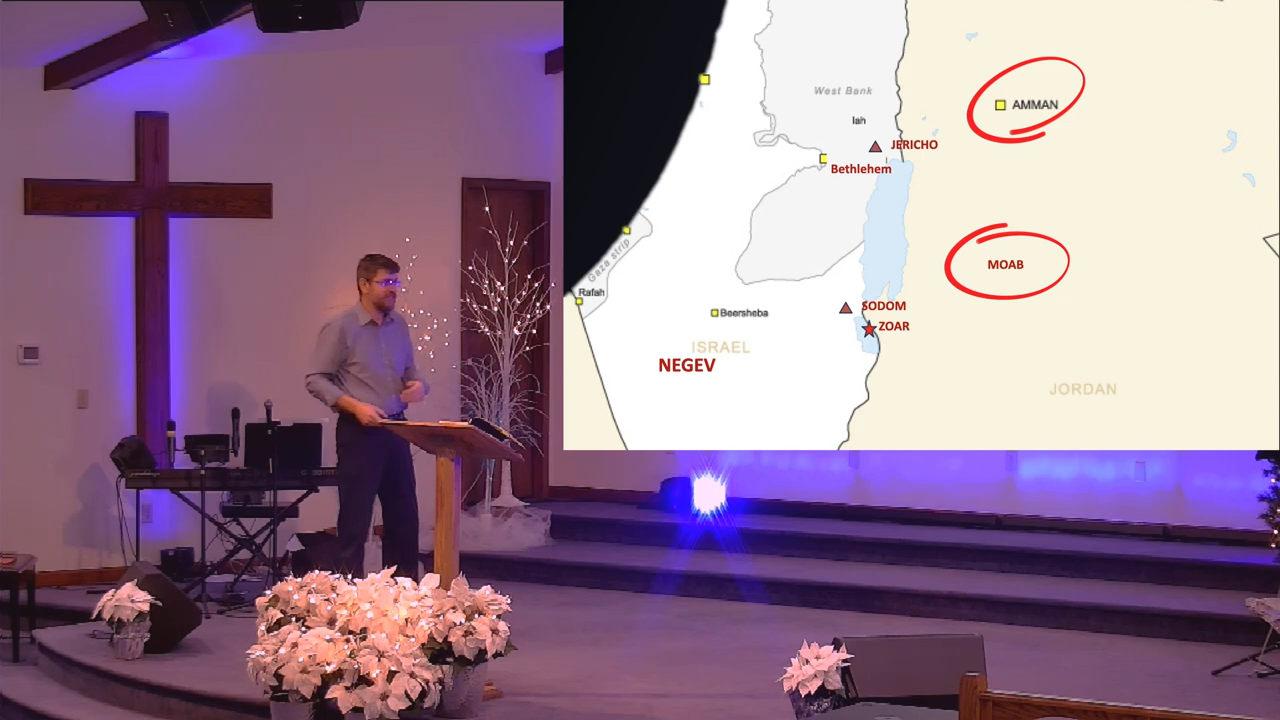 West Bank
AMMAN
lah
JERICHO
Bethlehem
Gaza strip
MOAB
Rafah
SODOM
Beersheba
ZOAR
ISRAEL
NEGEV
JORDAN